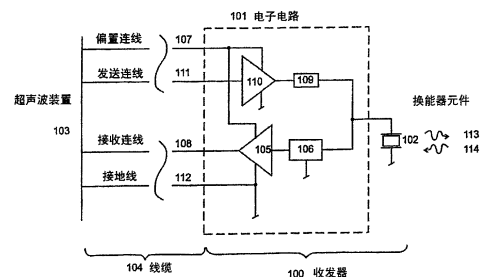 101 电子电路
偏置连线 107
发送连线 111
110
109
超声波装置
103
换能器元件
102
113
114
接收连线 108
105
106
接地线 112
104 线缆
100 收发器